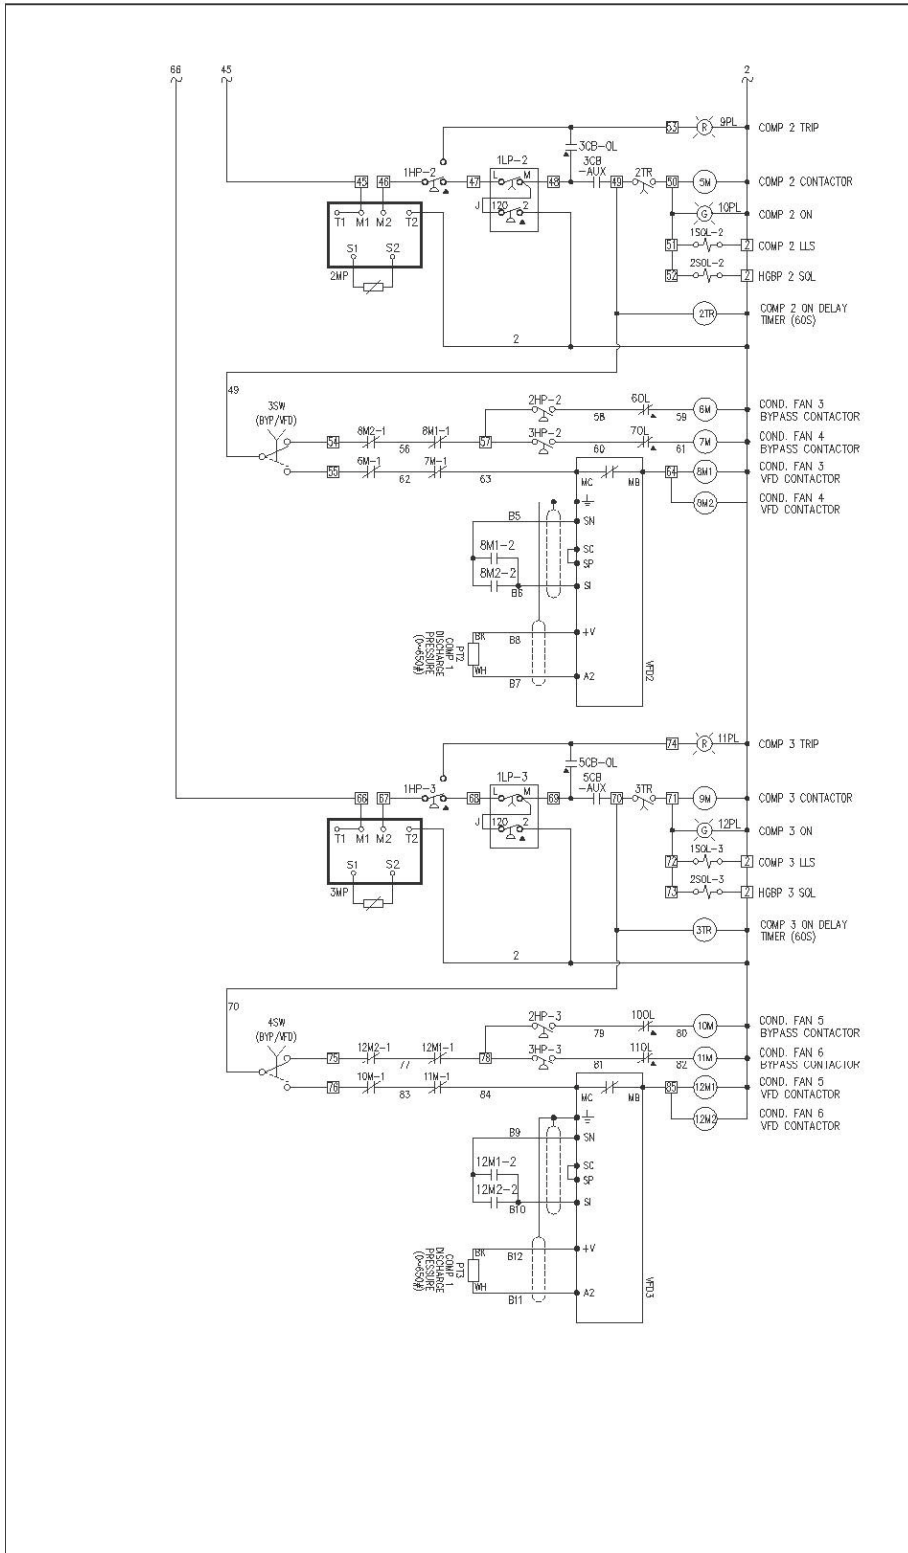 66
45
2
53
R
9PL
COMP 2 TRIP
3CB-OL
1HP-2
1LP-2
3CB
-AUX
2TR
45
46
47
L
M
48
49
50
5M
COMP 2 CONTACTOR
J
120
2
G
10PL
COMP 2 ON
T1
M1
M2
T2
S1
S2
2MP
51
1SOL-2
2
COMP 2 LLS
52
2SOL-2
2
HGBP 2 SOL
2TR
COMP 2 ON DELAY
TIMER (60S)
2
49
3SW
(BYP/VFD)
2HP-2
58
6OL
59
6M
COND. FAN 3
BYPASS CONTACTOR
54
8M2-1
56
8M1-1
57
3HP-2
60
7OL
61
7M
COND. FAN 4
BYPASS CONTACTOR
55
6M-1
62
7M-1
63
MC
MB
64
8M1
COND. FAN 3
VFD CONTACTOR
8M2
COND. FAN 4
VFD CONTACTOR
B5
SN
8M1-2
SC
SP
8M2-2
B6
SI
BK
B8
+V
PT2
COMP 1
DISCHARGE
PRESSURE
(0~650#)
WH
B7
A2
VFD2
74
R
11PL
COMP 3 TRIP
5CB-OL
1HP-3
1LP-3
5CB
-AUX
3TR
66
67
68
L
M
69
70
71
9M
COMP 3 CONTACTOR
J
120
2
G
12PL
COMP 3 ON
T1
M1
M2
T2
S1
S2
3MP
72
1SOL-3
2
COMP 3 LLS
73
2SOL-3
2
HGBP 3 SOL
3TR
COMP 3 ON DELAY
TIMER (60S)
2
70
4SW
(BYP/VFD)
2HP-3
79
10OL
80
10M
COND. FAN 5
BYPASS CONTACTOR
75
12M2-1
77
12M1-1
78
3HP-3
81
11OL
82
11M
COND. FAN 6
BYPASS CONTACTOR
76
10M-1
83
11M-1
84
MC
MB
85
12M1
COND. FAN 5
VFD CONTACTOR
12M2
COND. FAN 6
VFD CONTACTOR
B9
SN
12M1-2
SC
SP
12M2-2
B10
SI
BK
B12
+V
PT3
COMP 1
DISCHARGE
PRESSURE
(0~650#)
WH
B11
A2
VFD3